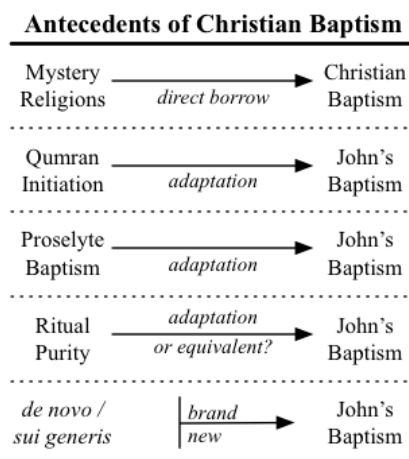 Antecedents of Christian Baptism
Mystery
Religions
direct borrow
Christian
Baptism
Qumran
Initiation
adaptation
John's
Baptism
Proselyte
Baptism
adaptation
John's
Baptism
Ritual
Purity
adaptation
or equivalent?
John's
Baptism
de novo /
sui generis
brand
new
John's
Baptism